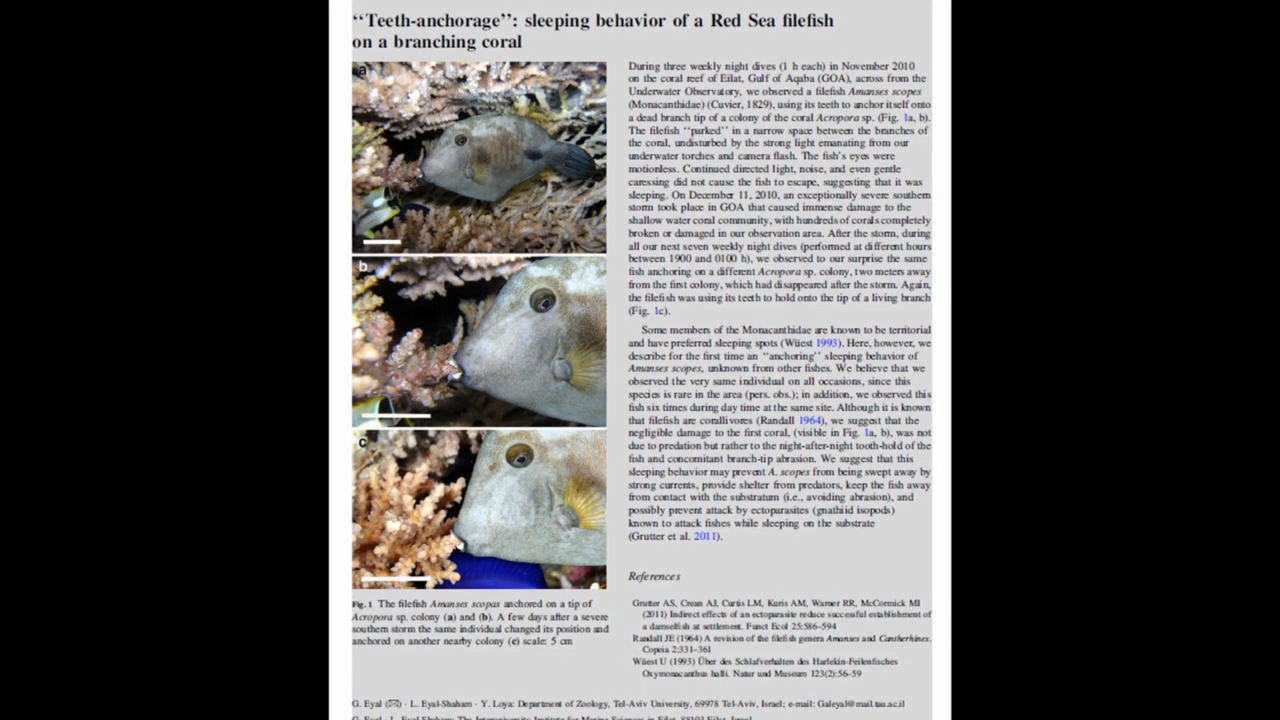 ‘‘Teeth-anchorage’’: sleeping behavior of a Red Sea filefish
on a branching coral
a
b
c
Fig. 1 The filefish Amanses scopas anchored on a tip of
Acropora sp. colony (a) and (b). A few days after a severe
southern storm the same individual changed its position and
anchored on another nearby colony (c) scale: 5 cm
During three weekly night dives (1 h each) in November 2010
on the coral reef of Eilat, Gulf of Aqaba (GOA), across from the
Underwater Observatory, we observed a filefish Amanses scopes
(Monacanthidae) (Cuvier, 1829), using its teeth to anchor itself onto
a dead branch tip of a colony of the coral Acropora sp. (Fig. 1a, b).
The filefish ‘‘parked’’ in a narrow space between the branches of
the coral, undisturbed by the strong light emanating from our
underwater torches and camera flash. The fish's eyes were
motionless. Continued directed light, noise, and even gentle
caressing did not cause the fish to escape, suggesting that it was
sleeping. On December 11, 2010, an exceptionally severe southern
storm took place in GOA that caused immense damage to the
shallow water coral community, with hundreds of corals completely
broken or damaged in our observation area. After the storm, during
all our next seven weekly night dives (performed at different hours
between 1900 and 0100 h), we observed to our surprise the same
fish anchoring on a different Acropora sp. colony, two meters away
from the first colony, which had disappeared after the storm. Again,
the filefish was using its teeth to hold onto the tip of a living branch
(Fig. 1c).
Some members of the Monacanthidae are known to be territorial
and have preferred sleeping spots (Wüest 1993). Here, however, we
describe for the first time an ‘‘anchoring’’ sleeping behavior of
Amanses scopes, unknown from other fishes. We believe that we
observed the very same individual on all occasions, since this
species is rare in the area (pers. obs.); in addition, we observed this
fish six times during day time at the same site. Although it is known
that filefish are corallivores (Randall 1964), we suggest that the
negligible damage to the first coral, (visible in Fig. 1a, b), was not
due to predation but rather to the night-after-night tooth-hold of the
fish and concomitant branch-tip abrasion. We suggest that this
sleeping behavior may prevent A. scopes from being swept away by
strong currents, provide shelter from predators, keep the fish away
from contact with the substratum (i.e., avoiding abrasion), and
possibly prevent attack by ectoparasites (gnathiid isopods)
known to attack fishes while sleeping on the substrate
(Grutter et al. 2011).
References
Grutter AS, Crean AJ, Curtis LM, Kuris AM, Warner RR, McCormick MI
(2011) Indirect effects of an ectoparasite reduce successful establishment of
a damselfish at settlement. Funct Ecol 25:586–594
Randall JE (1964) A revision of the filefish genera Amanses and Cantherhines.
Copeia 2:331–361
Wüest U (1993) Über des Schlafverhalten des Harlekin-Feilenfisches
Oxymonacanthus halli. Natur und Museum 123(2):56–59
G. Eyal (✉) · L. Eyal-Shaham · Y. Loya: Department of Zoology, Tel-Aviv University, 69978 Tel-Aviv, Israel; e-mail: Galeyal@mail.tau.ac.il
G. Eyal · L. Eyal-Shaham: The Interuniversity Institute for Marine Sciences in Eilat, 88103 Eilat, Israel